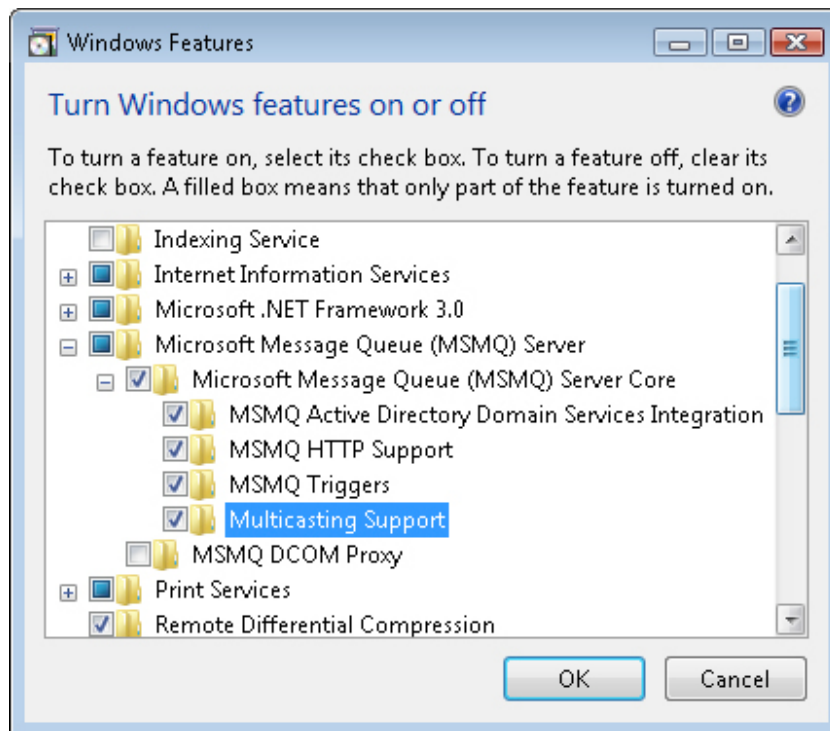 Windows Features
Turn Windows features on or off
To turn a feature on, select its check box. To turn a feature off, clear its
check box. A filled box means that only part of the feature is turned on.
Indexing Service
Internet Information Services
Microsoft .NET Framework 3.0
Microsoft Message Queue (MSMQ) Server
Microsoft Message Queue (MSMQ) Server Core
MSMQ Active Directory Domain Services Integration
MSMQ HTTP Support
MSMQ Triggers
Multicasting Support
MSMQ DCOM Proxy
Print Services
Remote Differential Compression
OK
Cancel